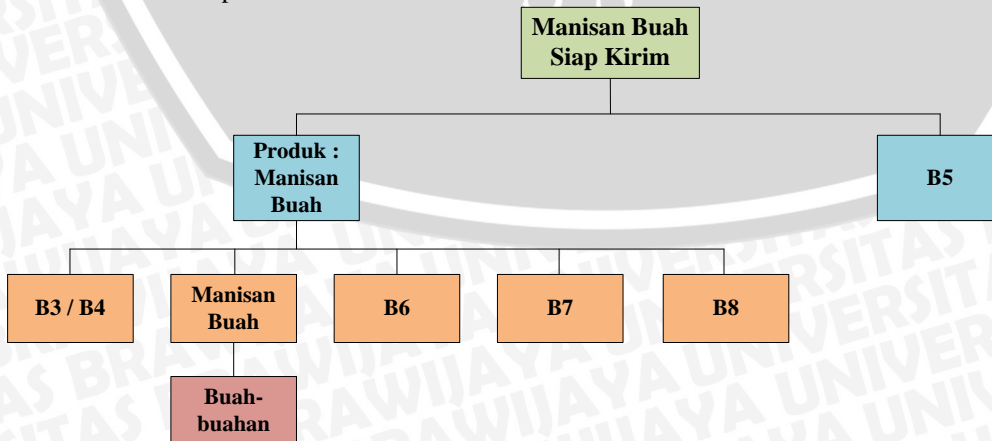 Manisan Buah
Siap Kirim
Produk :
Manisan
Buah
B5
B3 / B4
Manisan
Buah
B6
B7
B8
Buah-
buahan